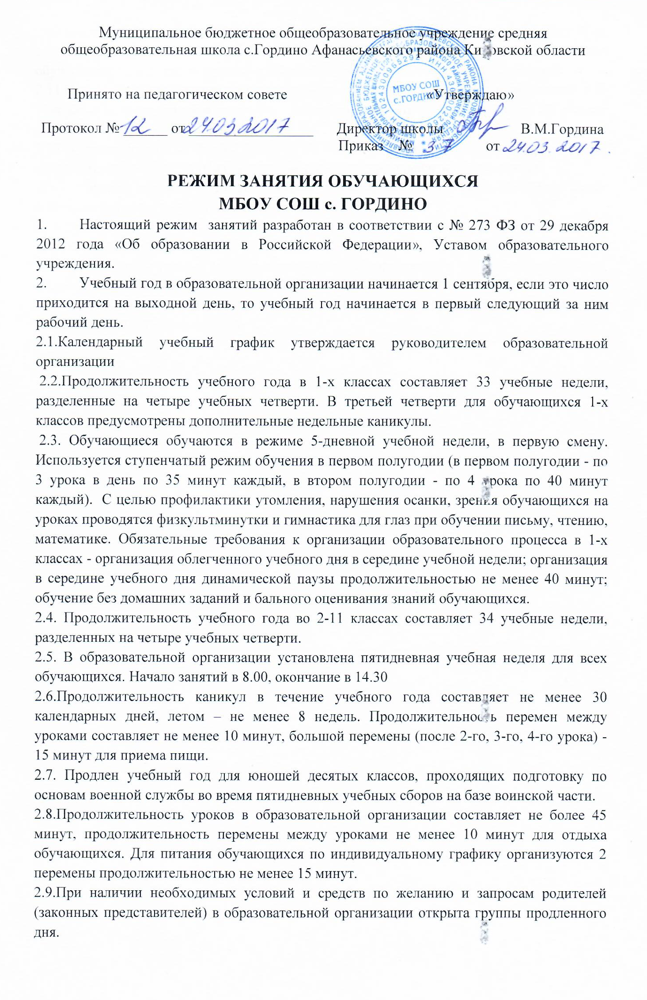 Муниципальное бюджетное общеобразовательное учреждение средняя
общеобразовательная школа с.Гордино Афанасьевского района Кировской области
Принято на педагогическом совете «Утверждаю»
Протокол № 12 от 24.03.2017 Директор школы В.М.Гордина
Приказ № 37 от 24.03.2017.
МБОУ СОШ
с.ГОРДИНО
РЕЖИМ ЗАНЯТИЯ ОБУЧАЮЩИХСЯ
МБОУ СОШ с. ГОРДИНО
1. Настоящий режим занятий разработан в соответствии с № 273 ФЗ от 29 декабря
2012 года «Об образовании в Российской Федерации», Уставом образовательного
учреждения.
2. Учебный год в образовательной организации начинается 1 сентября, если это число
приходится на выходной день, то учебный год начинается в первый следующий за ним
рабочий день.
2.1.Календарный учебный график утверждается руководителем образовательной
организации
2.2.Продолжительность учебного года в 1-х классах составляет 33 учебные недели,
разделенные на четыре учебных четверти. В третьей четверти для обучающихся 1-х
классов предусмотрены дополнительные недельные каникулы.
2.3. Обучающиеся обучаются в режиме 5-дневной учебной недели, в первую смену.
Используется ступенчатый режим обучения в первом полугодии (в первом полугодии - по
3 урока в день по 35 минут каждый, в втором полугодии - по 4 урока по 40 минут
каждый). С целью профилактики утомления, нарушения осанки, зрения обучающихся на
уроках проводятся физкультминутки и гимнастика для глаз при обучении письму, чтению,
математике. Обязательные требования к организации образовательного процесса в 1-х
классах - организация облегченного учебного дня в середине учебной недели; организация
в середине учебного дня динамической паузы продолжительностью не менее 40 минут;
обучение без домашних заданий и бального оценивания знаний обучающихся.
2.4. Продолжительность учебного года во 2-11 классах составляет 34 учебные недели,
разделенных на четыре учебных четверти.
2.5. В образовательной организации установлена пятидневная учебная неделя для всех
обучающихся. Начало занятий в 8.00, окончание в 14.30
2.6.Продолжительность каникул в течение учебного года составляет не менее 30
календарных дней, летом – не менее 8 недель. Продолжительность перемен между
уроками составляет не менее 10 минут, большой перемены (после 2-го, 3-го, 4-го урока) -
15 минут для приема пищи.
2.7. Продлен учебный год для юношей десятых классов, проходящих подготовку по
основам военной службы во время пятидневных учебных сборов на базе воинской части.
2.8.Продолжительность уроков в образовательной организации составляет не более 45
минут, продолжительность перемены между уроками не менее 10 минут для отдыха
обучающихся. Для питания обучающихся по индивидуальному графику организуются 2
перемены продолжительностью не менее 15 минут.
2.9.При наличии необходимых условий и средств по желанию и запросам родителей
(законных представителей) в образовательной организации открыта группы продленного
дня.